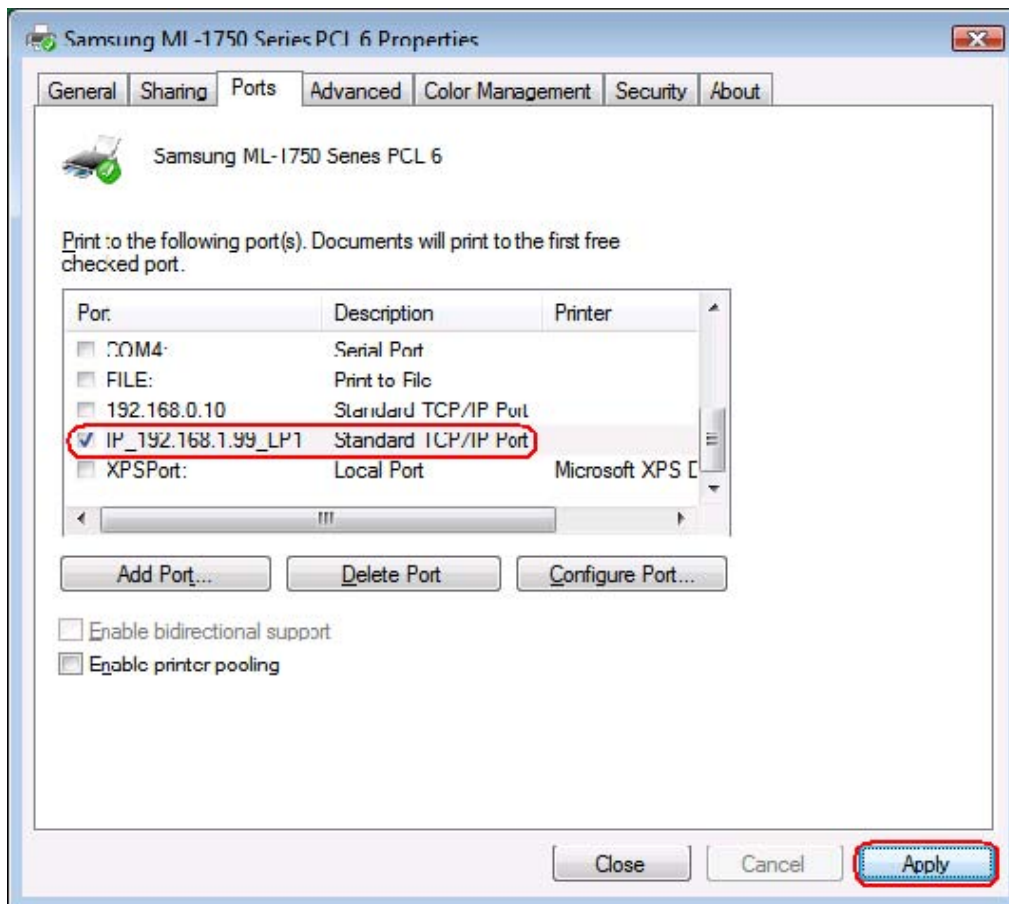 Samsung ML-1750 Series PCL 6 Properties
General Sharing Ports Advanced Color Management Security About
Samsung ML-1750 Series PCL 6
Print to the following port(s). Documents will print to the first free
checked port.
Port Description Printer
COM4: Serial Port
FILE: Print to File
192.168.0.10 Standard TCP/IP Port
IP_192.168.1.99_LP1 Standard TCP/IP Port
XPSPort: Local Port Microsoft XPS D
Add Port... Delete Port Configure Port...
Enable bidirectional support
Enable printer pooling
Close Cancel Apply